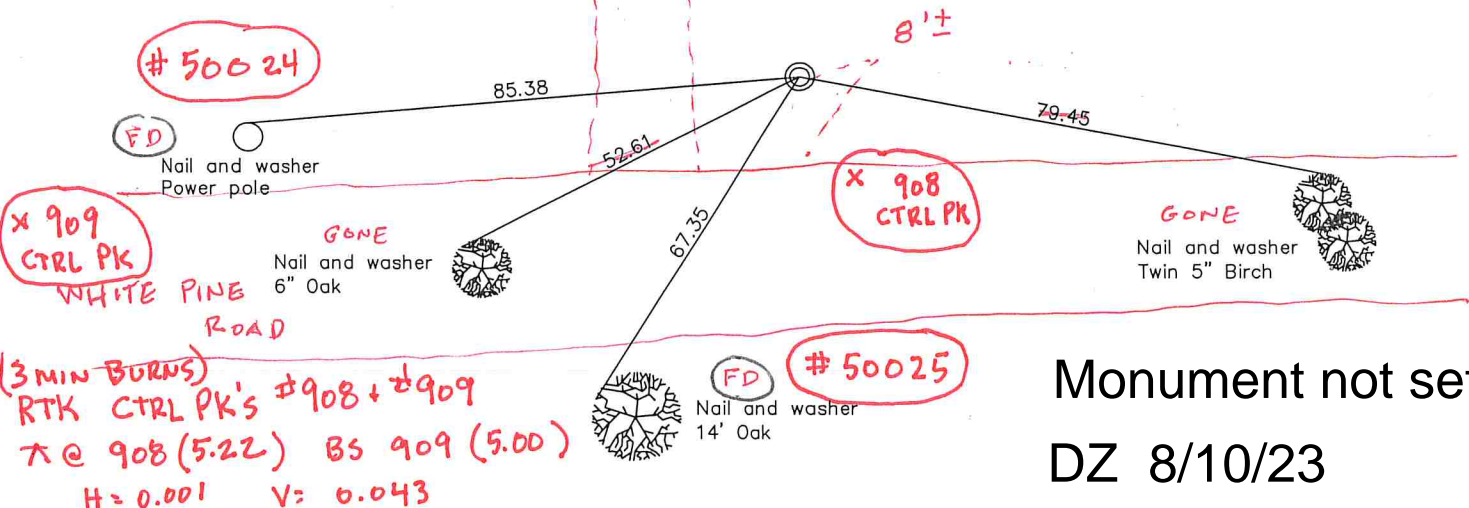 8'±
# 50024
85.38
79.45
FD
52.61
Nail and washer
Power pole
× 908
CTRL PK
× 909
CTRL PK
GONE
Nail and washer
6" Oak
67.35
GONE
Nail and washer
Twin 5" Birch
WHITE PINE
ROAD
(3 MIN BURNS)
RTK CTRL PK's #908 + #909
⊼ @ 908 (5.22) BS 909 (5.00)
H = 0.001 V= 0.043
FD
# 50025
Nail and washer
14' Oak
Monument not set
DZ 8/10/23